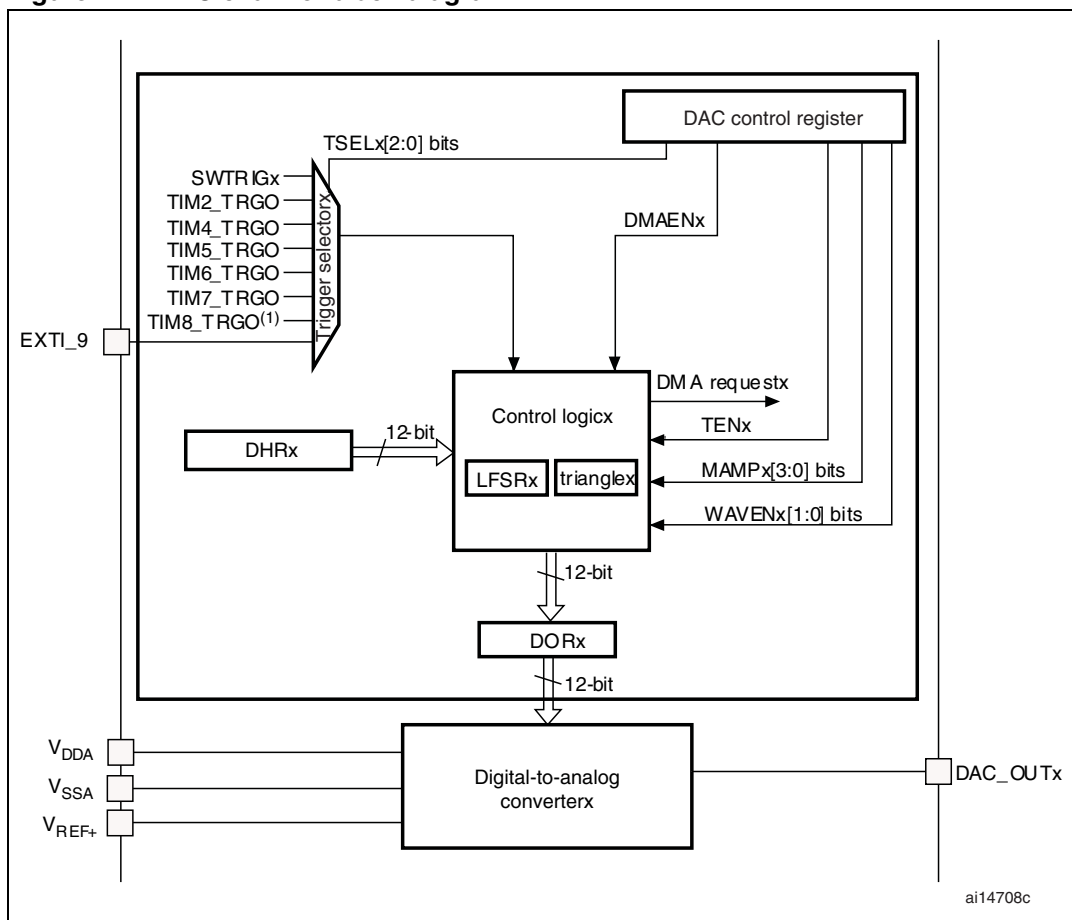 DAC control register
TSELx[2:0] bits
SWTRIGx
TIM2_TRGO
TIM4_TRGO
TIM5_TRGO
TIM6_TRGO
TIM7_TRGO
TIM8_TRGO(1)
Trigger selectorx
DMAENx
EXTI_9
DMA requestx
Control logicx
TENx
12-bit
DHRx
MAMPx[3:0] bits
LFSRx
trianglex
WAVENx[1:0] bits
12-bit
DORx
12-bit
VDDA
VSSA
VREF+
Digital-to-analog
converterx
DAC_OUTx
ai14708c